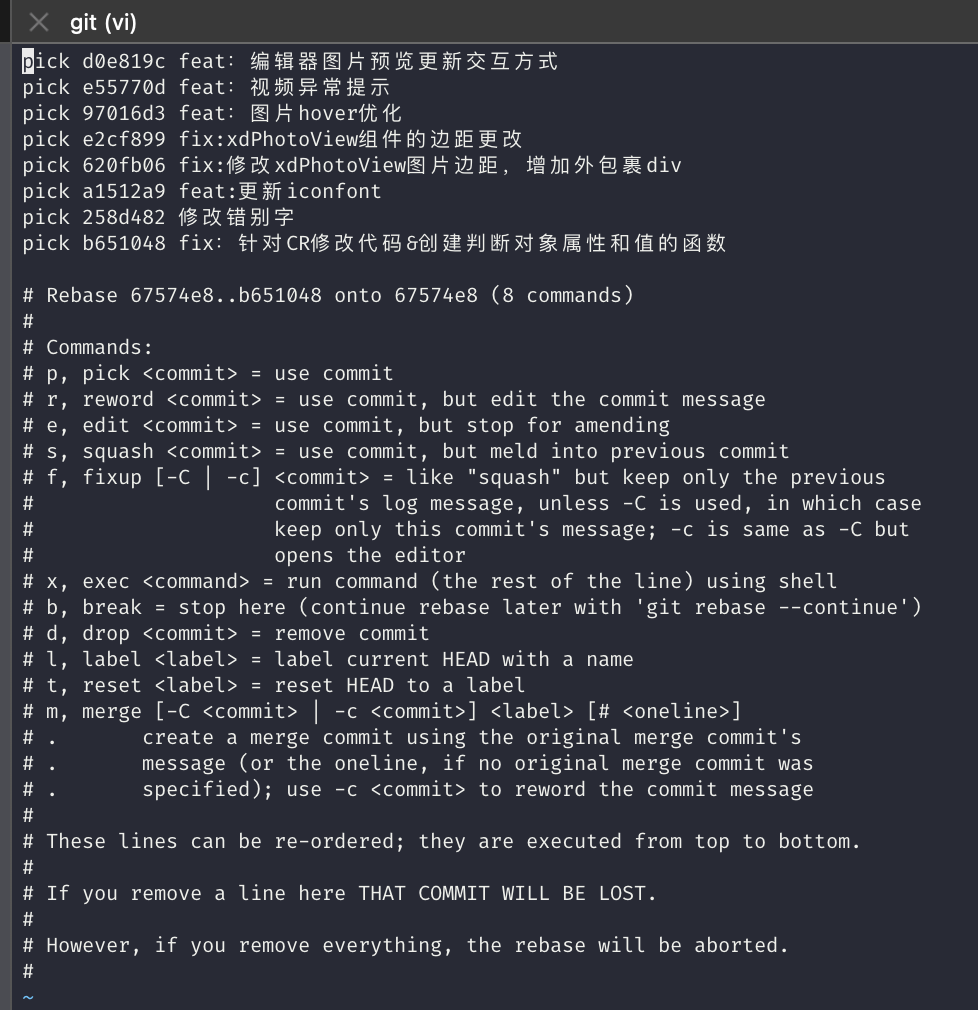 git (vi)
pick d0e819c feat: 编辑器图片预览更新交互方式
pick e55770d feat: 视频异常提示
pick 97016d3 feat: 图片hover优化
pick e2cf899 fix:xdPhotoView组件的边距更改
pick 620fb06 fix:修改xdPhotoView图片边距, 增加外包裹div
pick a1512a9 feat:更新iconfont
pick 258d482 修改错别字
pick b651048 fix: 针对CR修改代码&创建判断对象属性和值的函数

# Rebase 67574e8..b651048 onto 67574e8 (8 commands)
#
# Commands:
# p, pick <commit> = use commit
# r, reword <commit> = use commit, but edit the commit message
# e, edit <commit> = use commit, but stop for amending
# s, squash <commit> = use commit, but meld into previous commit
# f, fixup [-C | -c] <commit> = like "squash" but keep only the previous
#                    commit's log message, unless -C is used, in which case
#                    keep only this commit's message; -c is same as -C but
#                    opens the editor
# x, exec <command> = run command (the rest of the line) using shell
# b, break = stop here (continue rebase later with 'git rebase --continue')
# d, drop <commit> = remove commit
# l, label <label> = label current HEAD with a name
# t, reset <label> = reset HEAD to a label
# m, merge [-C <commit> | -c <commit>] <label> [# <oneline>]
# .       create a merge commit using the original merge commit's
# .       message (or the oneline, if no original merge commit was
# .       specified); use -c <commit> to reword the commit message
#
# These lines can be re-ordered; they are executed from top to bottom.
#
# If you remove a line here THAT COMMIT WILL BE LOST.
#
# However, if you remove everything, the rebase will be aborted.
#
~